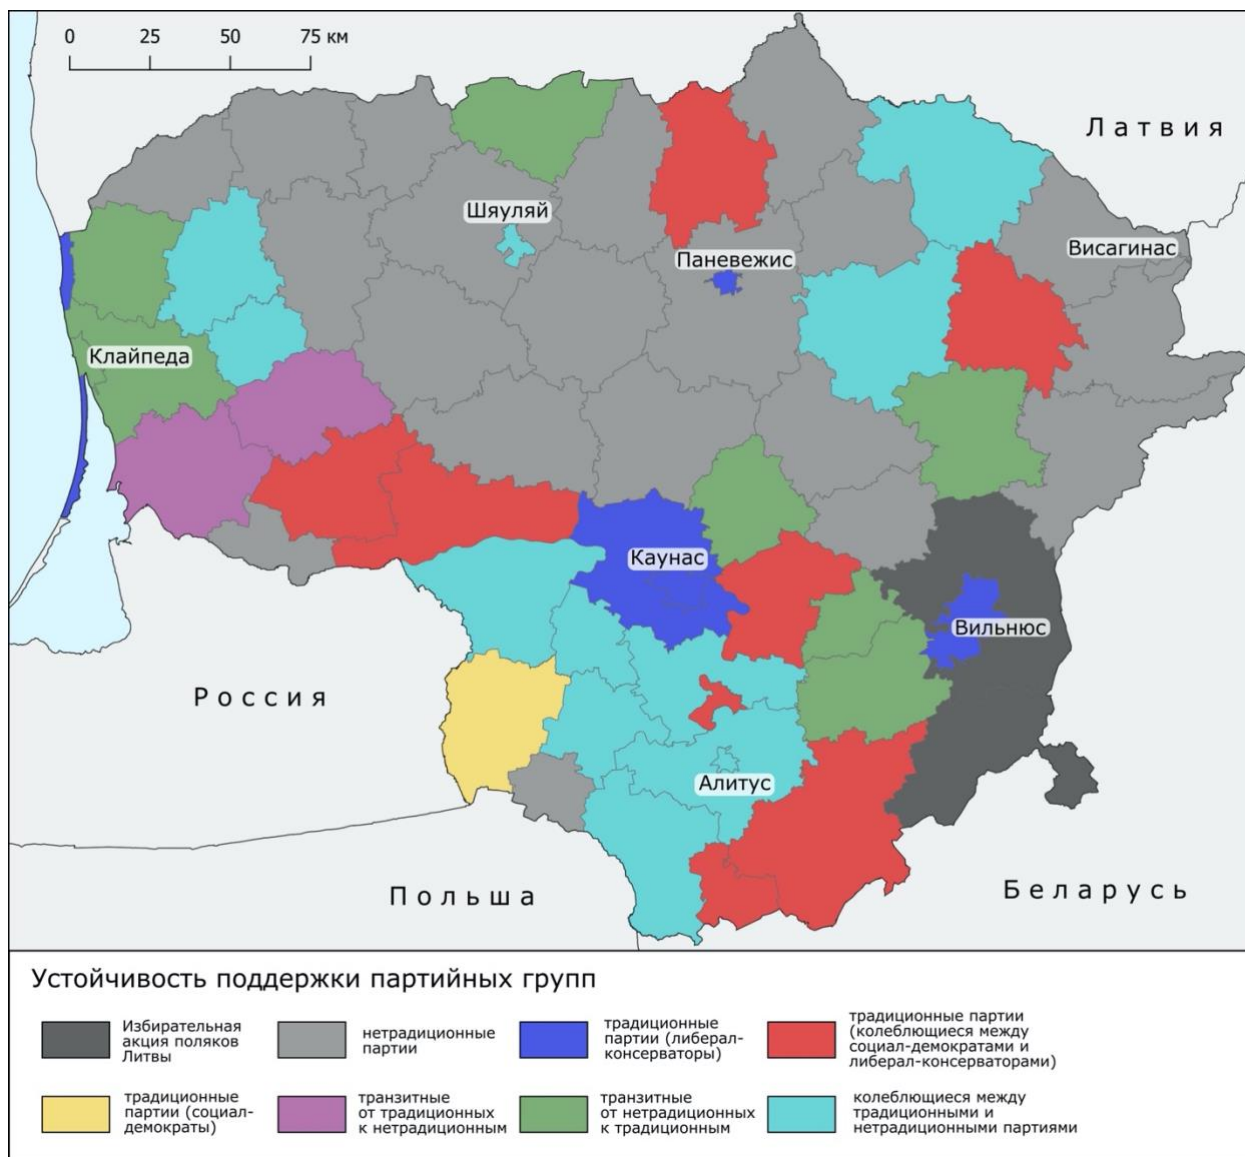 0 25 50 75 км
Латвия
Шяуляй
Висагинас
Паневежис
Клайпеда
Каунас
Вильнюс
Россия
Алитус
Польша
Беларусь
Устойчивость поддержки партийных групп
Избирательная
акция поляков
Литвы
нетрадиционные
партии
традиционные
партии (либерал-
консерваторы)
традиционные партии
(колеблющиеся между
социал-демократами и
либерал-консерваторами)
традиционные
партии (социал-
демократы)
транзитные
от традиционных
к нетрадиционным
транзитные
от нетрадиционных
к традиционным
колеблющиеся между
традиционными и
нетрадиционными партиями